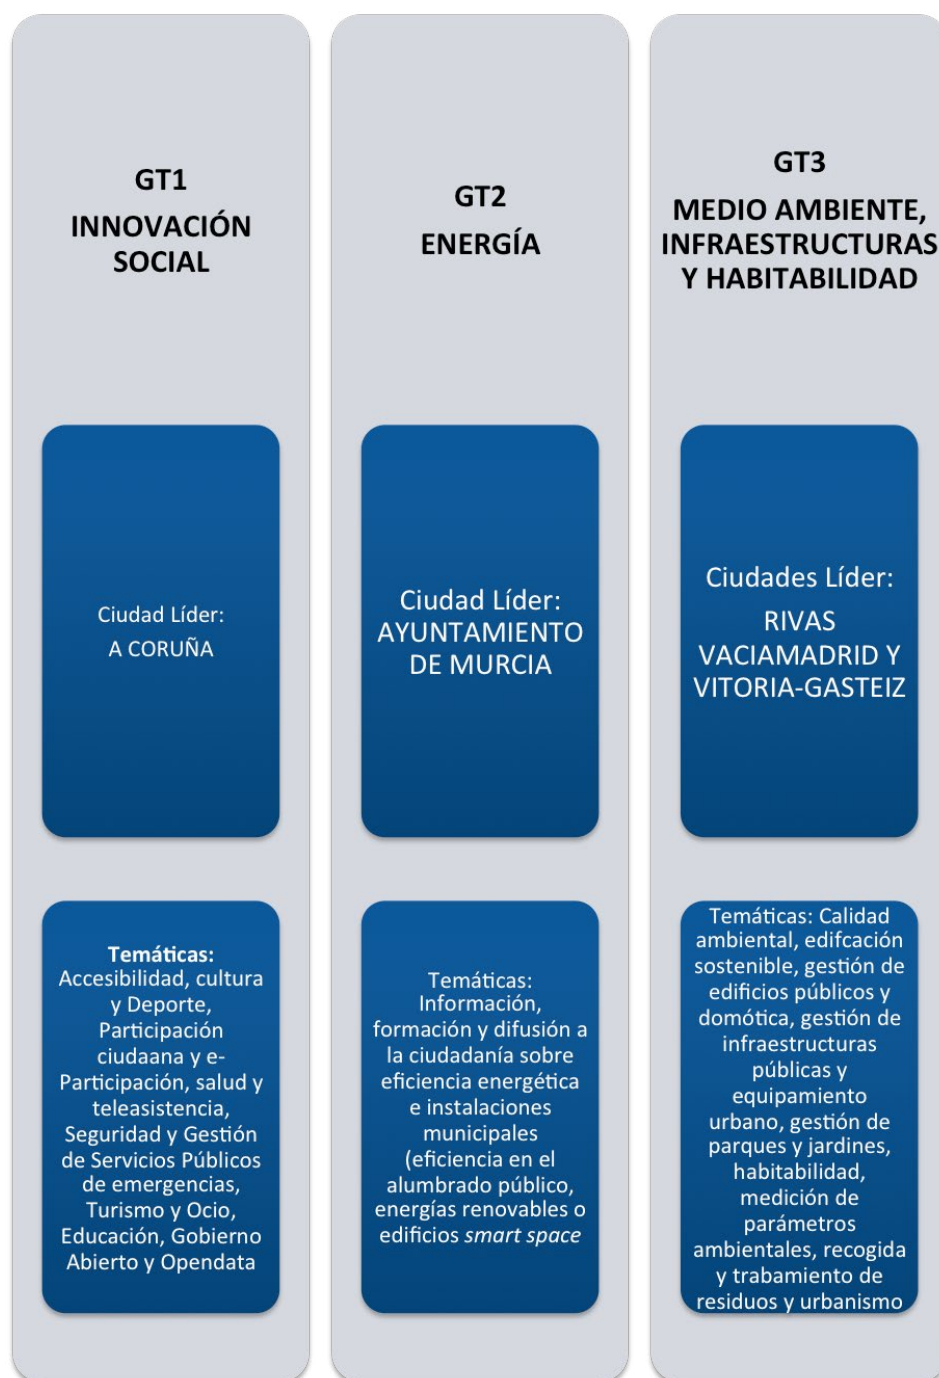 GT1
INNOVACIÓN
SOCIAL
Ciudad Líder:
A CORUÑA
Temáticas:
Accesibilidad, cultura
y Deporte,
Participación
ciudaana y e-
Participación, salud y
teleasistencia,
Seguridad y Gestión
de Servicios Públicos
de emergencias,
Turismo y Ocio,
Educación, Gobierno
Abierto y Opendata
GT2
ENERGÍA
Ciudad Líder:
AYUNTAMIENTO
DE MURCIA
Temáticas:
Información,
formación y difusión a
la ciudadanía sobre
eficiencia energética
e instalaciones
municipales
(eficiencia en el
alumbrado público,
energías renovables o
edificios smart space
GT3
MEDIO AMBIENTE,
INFRAESTRUCTURAS
Y HABITABILIDAD
Ciudades Líder:
RIVAS
VACIAMADRID Y
VITORIA-GASTEIZ
Temáticas: Calidad
ambiental, edifcación
sostenible, gestión de
edificios públicos y
domótica, gestión de
infraestructuras
públicas y
equipamiento
urbano, gestión de
parques y jardines,
habitabilidad,
medición de
parámetros
ambientales, recogida
y trabamiento de
residuos y urbanismo